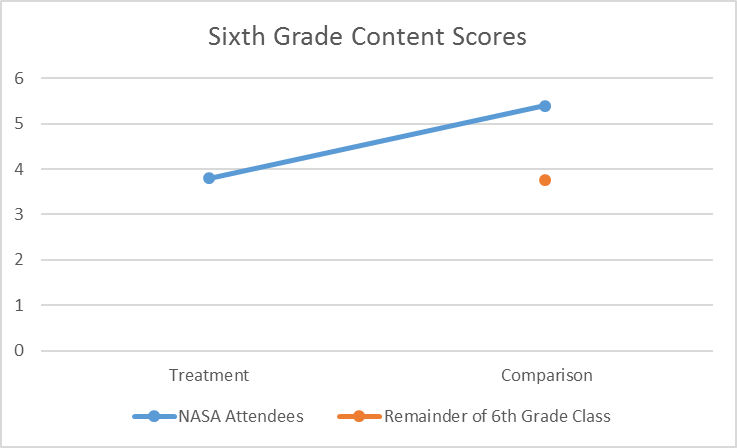 Sixth Grade Content Scores
6
5
4
3
2
1
0
Treatment Comparison
NASA Attendees Remainder of 6th Grade Class